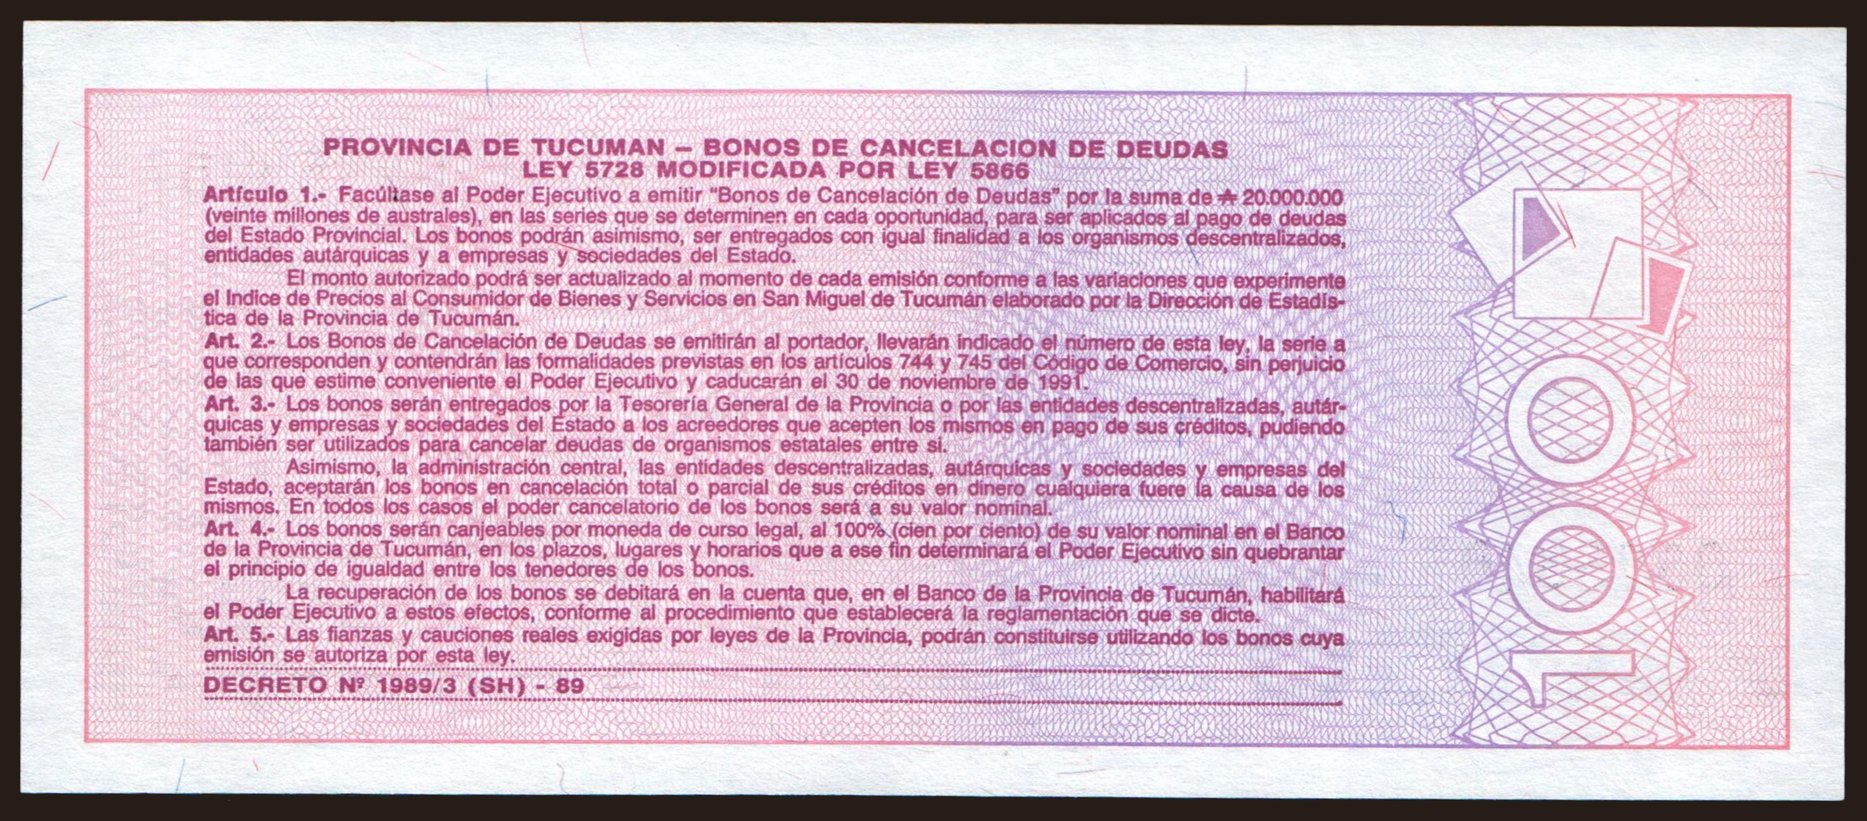 PROVINCIA DE TUCUMAN – BONOS DE CANCELACION DE DEUDAS
LEY 5728 MODIFICADA POR LEY 5866
Artículo 1.- Facúltase al Poder Ejecutivo a emitir "Bonos de Cancelación de Deudas" por la suma de ₳ 20.000.000
(veinte millones de australes), en las series que se determinen en cada oportunidad, para ser aplicados al pago de deudas
del Estado Provincial. Los bonos podrán asimismo, ser entregados con igual finalidad a los organismos descentralizados,
entidades autárquicas y a empresas y sociedades del Estado.
El monto autorizado podrá ser actualizado al momento de cada emisión conforme a las variaciones que experimente
el Indice de Precios al Consumidor de Bienes y Servicios en San Miguel de Tucumán elaborado por la Dirección de Estadís-
tica de la Provincia de Tucumán.
Art. 2.- Los Bonos de Cancelación de Deudas se emitirán al portador, llevarán indicado el número de esta ley, la serie a
que corresponden y contendrán las formalidades previstas en los artículos 744 y 745 del Código de Comercio, sin perjuicio
de las que estime conveniente el Poder Ejecutivo y caducarán el 30 de noviembre de 1991.
Art. 3.- Los bonos serán entregados por la Tesorería General de la Provincia o por las entidades descentralizadas, autár-
quicas y empresas y sociedades del Estado a los acreedores que acepten los mismos en pago de sus créditos, pudiendo
también ser utilizados para cancelar deudas de organismos estatales entre si.
Asimismo, la administración central, las entidades descentralizadas, autárquicas y sociedades y empresas del
Estado, aceptarán los bonos en cancelación total o parcial de sus créditos en dinero cualquiera fuere la causa de los
mismos. En todos los casos el poder cancelatorio de los bonos será a su valor nominal.
Art. 4.- Los bonos serán canjeables por moneda de curso legal, al 100% (cien por ciento) de su valor nominal en el Banco
de la Provincia de Tucumán, en los plazos, lugares y horarios que a ese fin determinará el Poder Ejecutivo sin quebrantar
el principio de igualdad entre los tenedores de los bonos.
La recuperación de los bonos se debitará en la cuenta que, en el Banco de la Provincia de Tucumán, habilitará
el Poder Ejecutivo a estos efectos, conforme al procedimiento que establecerá la reglamentación que se dicte.
Art. 5.- Las fianzas y cauciones reales exigidas por leyes de la Provincia, podrán constituirse utilizando los bonos cuya
emisión se autoriza por esta ley.
DECRETO Nº 1989/3 (SH) - 89
100